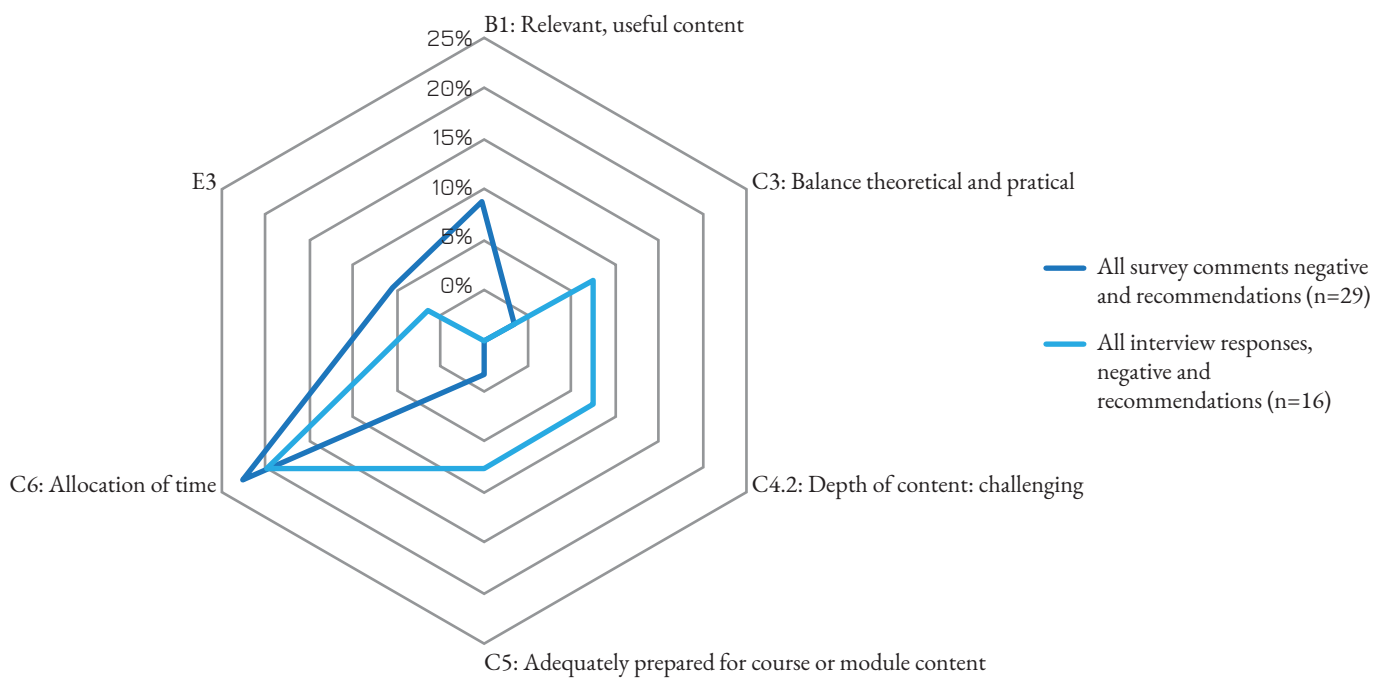 B1: Relevant, useful content
25%
20%
15%
10%
5%
0%
E3
C3: Balance theoretical and pratical
All survey comments negative
and recommendations (n=29)
All interview responses,
negative and
recommendations (n=16)
C6: Allocation of time
C4.2: Depth of content: challenging
C5: Adequately prepared for course or module content